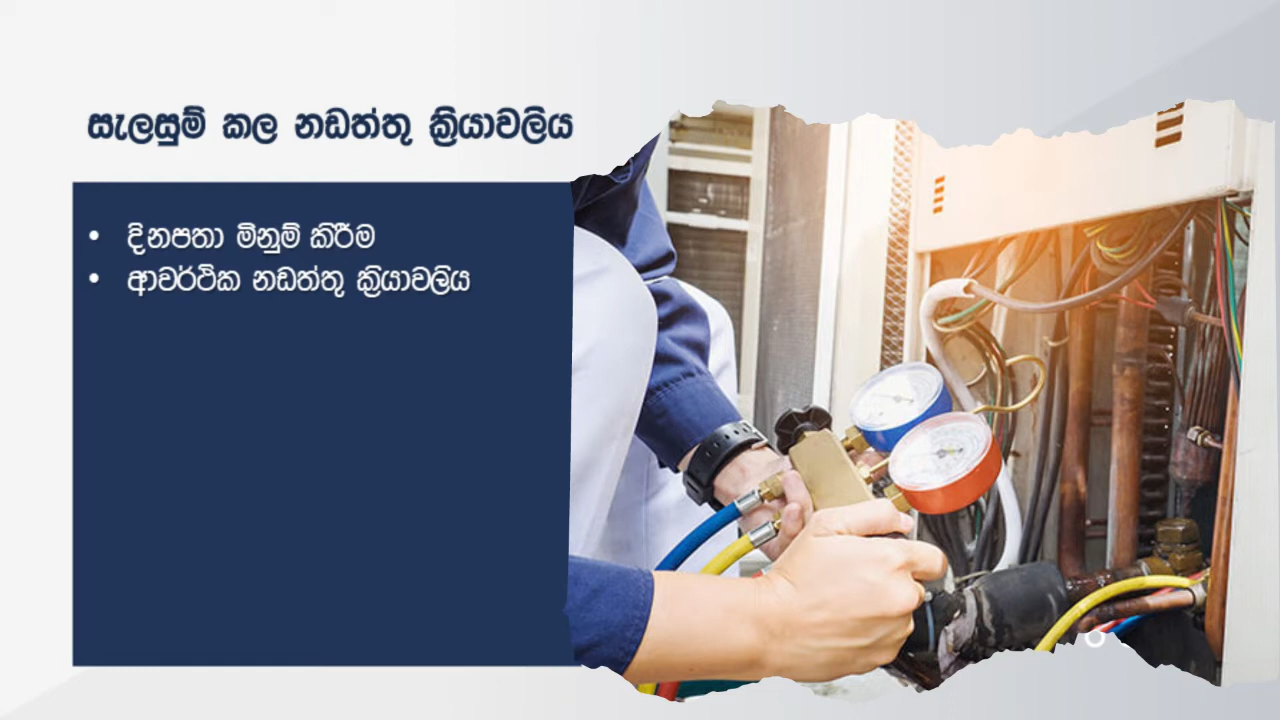 සැලසුම් කල නඩත්තු ක්‍රියාවලිය
• දිනපතා මිනුම් කිරීම
• ආවර්ථික නඩත්තු ක්‍රියාවලිය